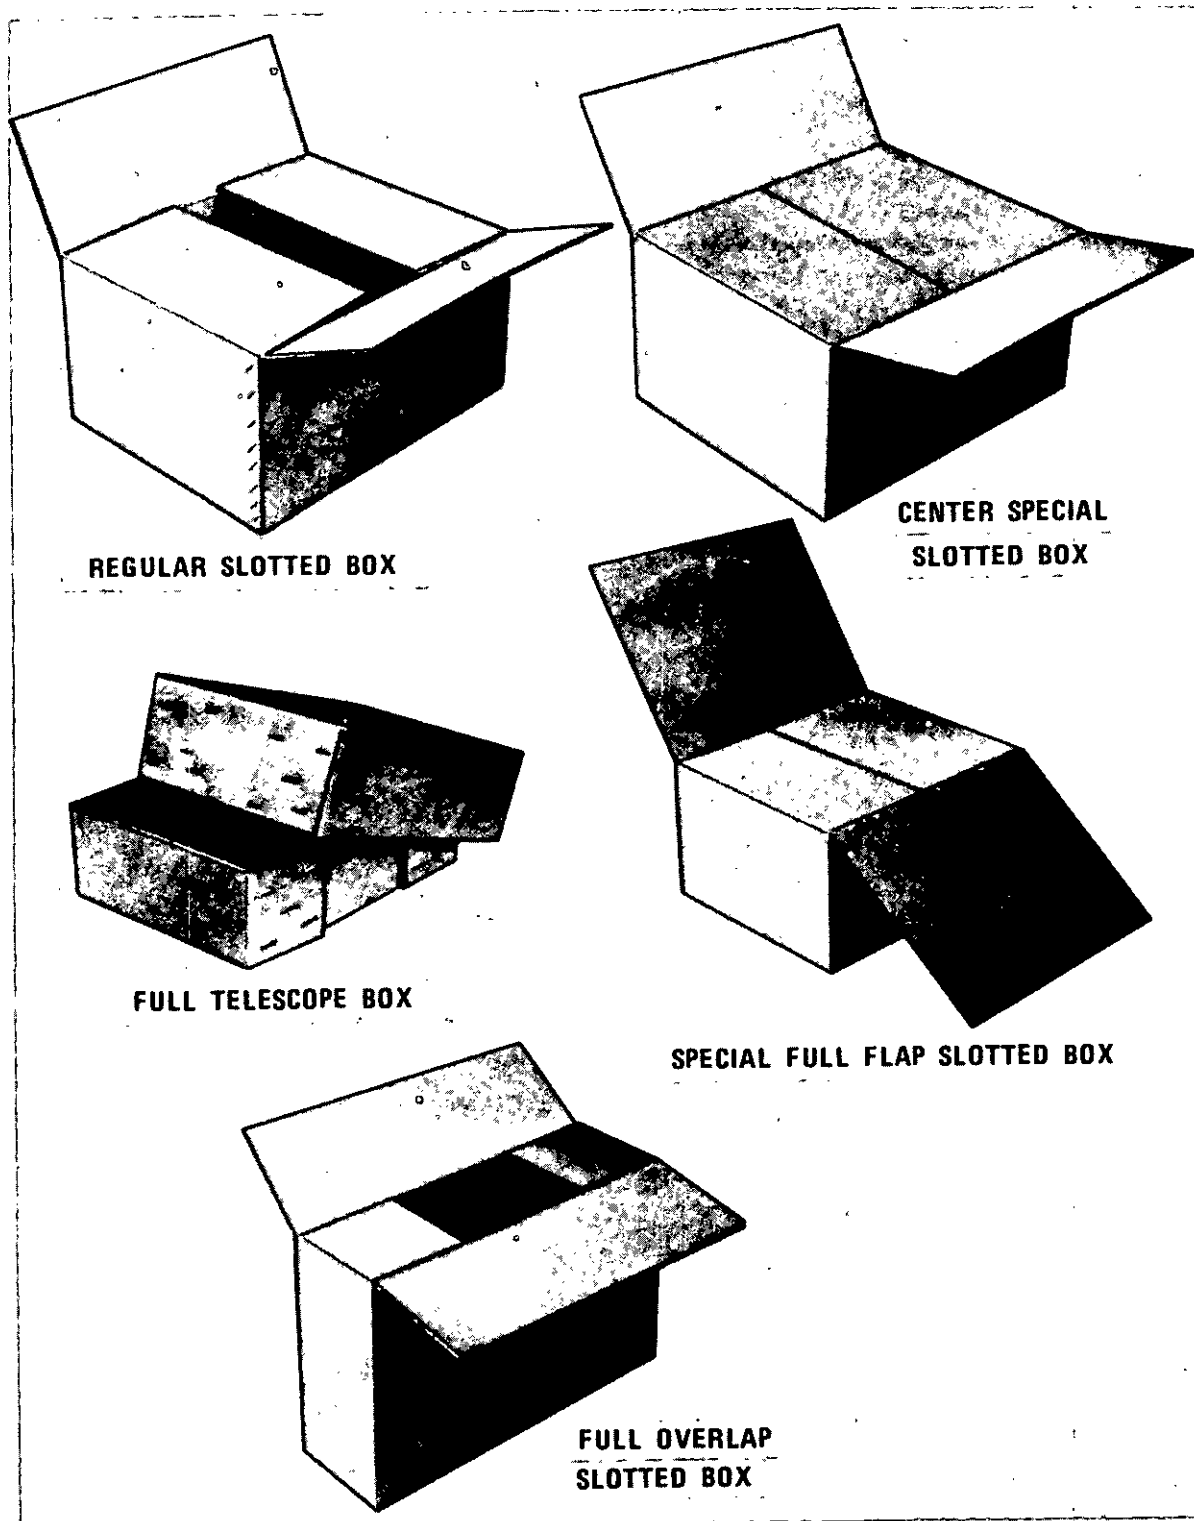 REGULAR SLOTTED BOX
CENTER SPECIAL
SLOTTED BOX
FULL TELESCOPE BOX
SPECIAL FULL FLAP SLOTTED BOX
FULL OVERLAP
SLOTTED BOX